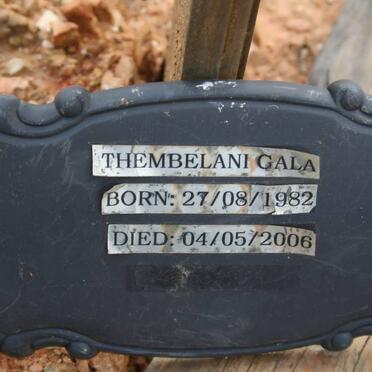 THEMBELANI GALA
BORN: 27/08/1982
DIED: 04/05/2006